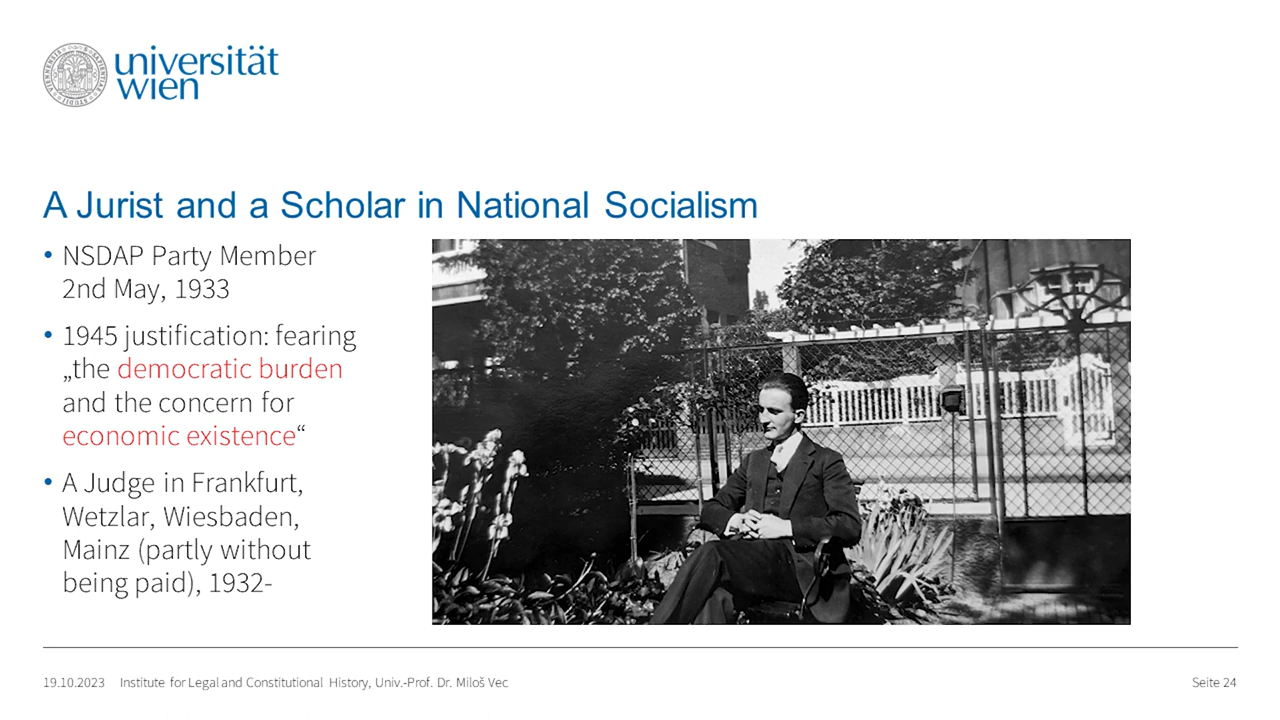 universität
wien
A Jurist and a Scholar in National Socialism
• NSDAP Party Member
2nd May, 1933
• 1945 justification: fearing
„the democratic burden
and the concern for
economic existence“
• A Judge in Frankfurt,
Wetzlar, Wiesbaden,
Mainz (partly without
being paid), 1932-
19.10.2023 Institute for Legal and Constitutional History, Univ.-Prof. Dr. Miloš Vec
Seite 24